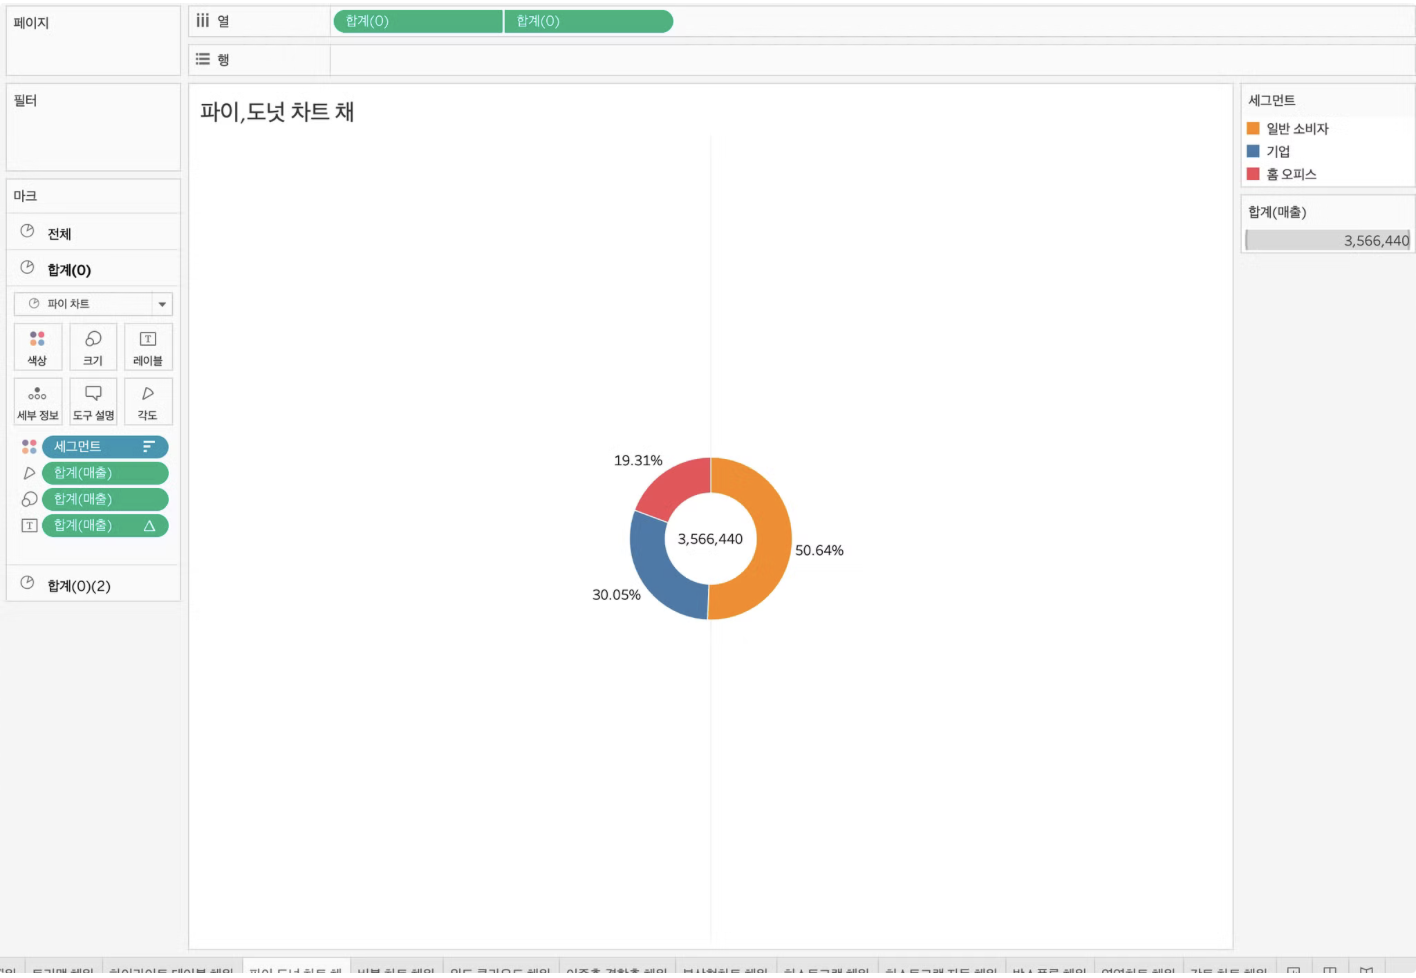 페이지
열
합계(0)
합계(0)
행
필터
파이,도넛 차트 채
세그먼트
일반 소비자
기업
홈 오피스
합계(매출)
3,566,440
마크
전체
합계(0)
파이 차트
색상
크기
레이블
세부 정보
도구 설명
각도
세그먼트
합계(매출)
합계(매출)
합계(매출)
합계(0)(2)
19.31%
3,566,440
50.64%
30.05%